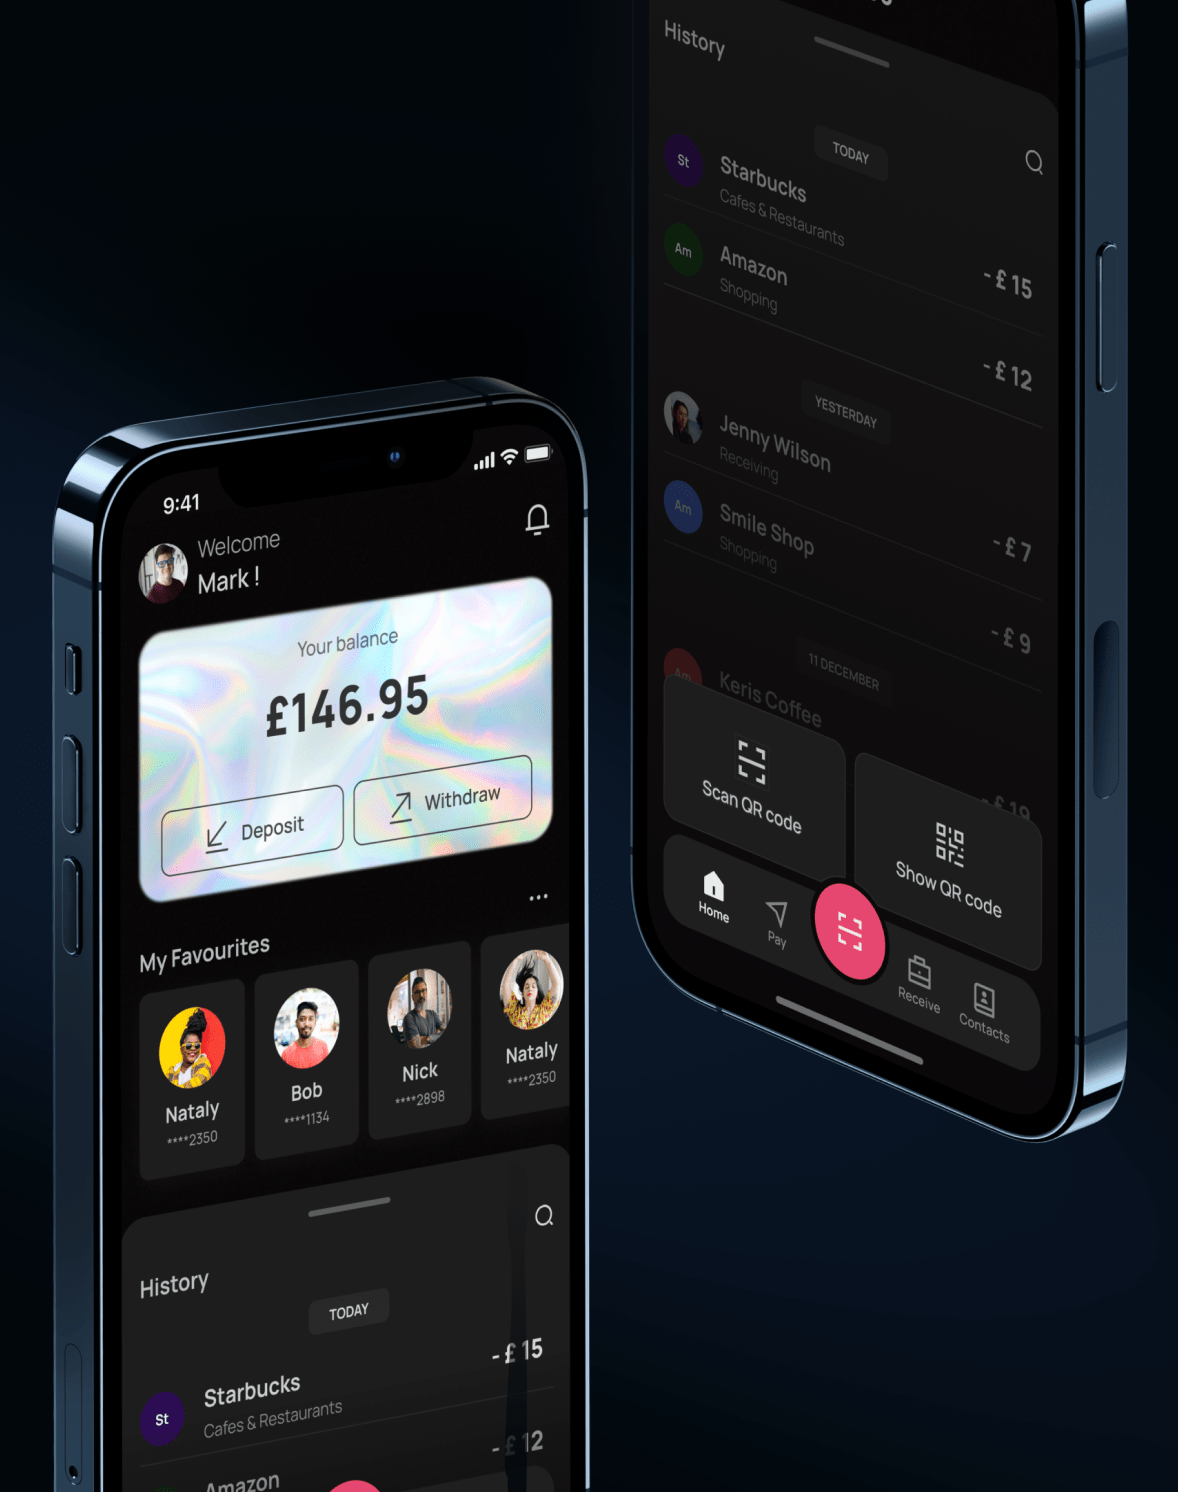 9:41
Welcome
Mark !
Your balance
£146.95
Deposit
Withdraw
My Favourites
Nataly
****2350
Bob
****1134
Nick
****2898
Nataly
****2350
History
TODAY
St
Starbucks
Cafes & Restaurants
- £ 15
Amazon
- £ 12
History
TODAY
St
Starbucks
Cafes & Restaurants
- £ 15
Am
Amazon
Shopping
- £ 12
YESTERDAY
Jenny Wilson
Receiving
- £ 7
Am
Smile Shop
Shopping
- £ 9
11 DECEMBER
Am
Keris Coffee
- £ 19
Scan QR code
Show QR code
Home
Pay
Receive
Contacts